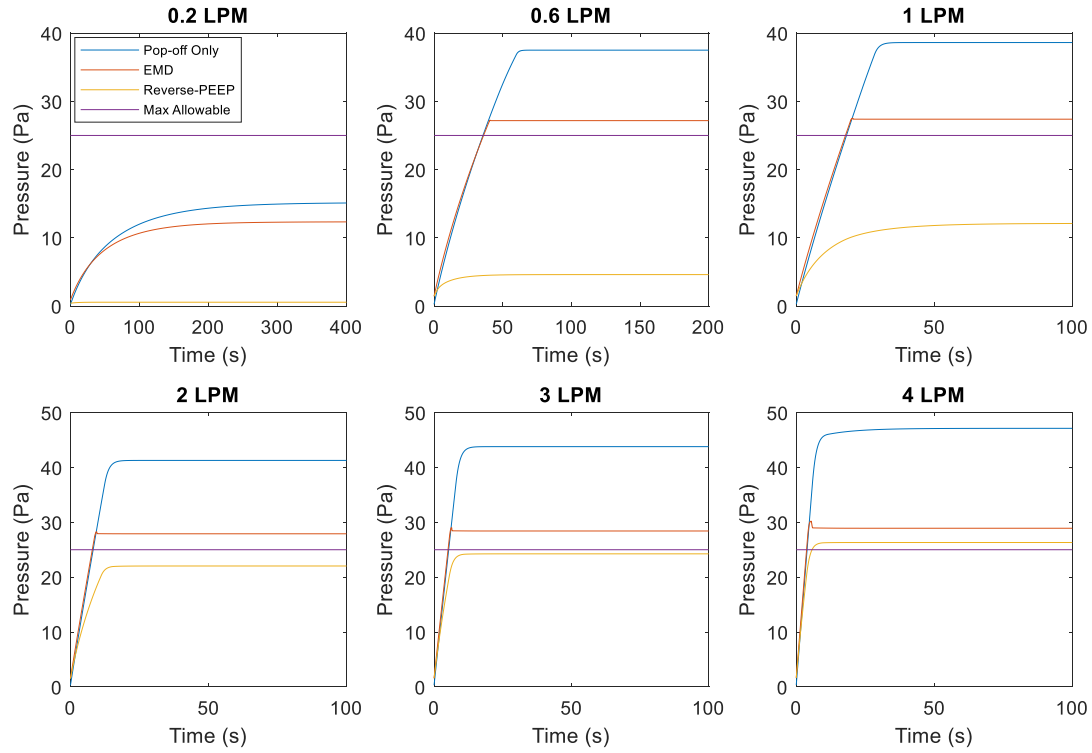 0.2 LPM
Pressure (Pa)
40
30
20
10
0
Pop-off Only
EMD
Reverse-PEEP
Max Allowable
0 100 200 300 400
Time (s)
0.6 LPM
Pressure (Pa)
40
30
20
10
0
0 50 100 150 200
Time (s)
1 LPM
Pressure (Pa)
40
30
20
10
0
0 50 100
Time (s)
2 LPM
Pressure (Pa)
50
40
30
20
10
0
0 50 100
Time (s)
3 LPM
Pressure (Pa)
50
40
30
20
10
0
0 50 100
Time (s)
4 LPM
Pressure (Pa)
50
40
30
20
10
0
0 50 100
Time (s)